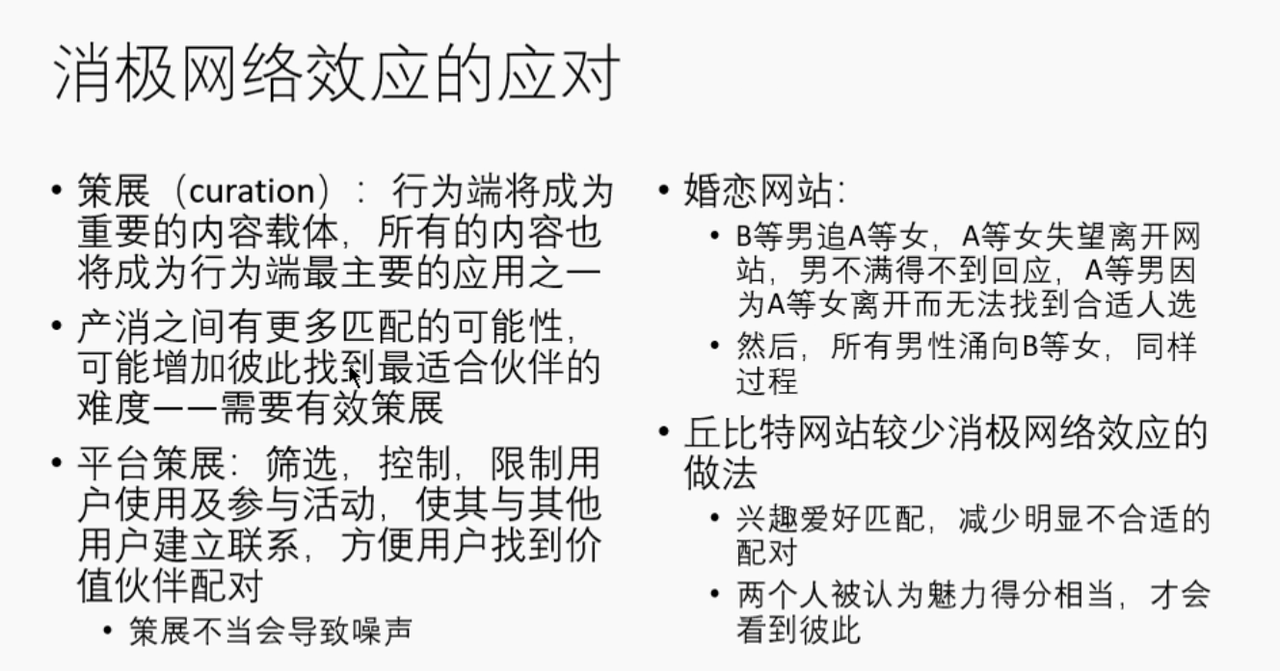 消极网络效应的应对
• 策展（curation）：行为端将成为
重要的内容载体，所有的内容也
将成为行为端最主要的应用之一
• 产消之间有更多匹配的可能性，
可能增加彼此找到最适合伙伴的
难度——需要有效策展
• 平台策展：筛选，控制，限制用
户使用及参与活动，使其与其他
用户建立联系，方便用户找到价
值伙伴配对
• 策展不当会导致噪声
• 婚恋网站：
• B等男追A等女，A等女失望离开网
站，男不满得不到回应，A等男因
为A等女离开而无法找到合适人选
• 然后，所有男性涌向B等女，同样
过程
• 丘比特网站较少消极网络效应的
做法
• 兴趣爱好匹配，减少明显不合适的
配对
• 两个人被认为魅力得分相当，才会
看到彼此